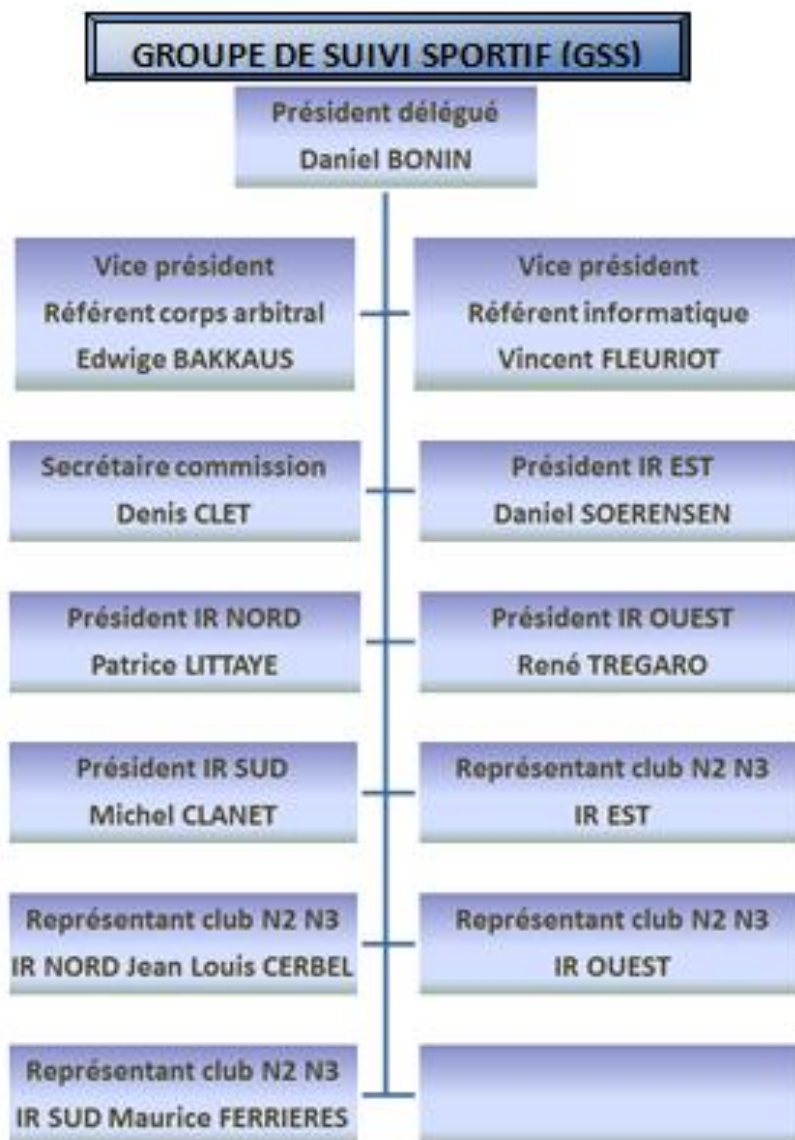 GROUPE DE SUIVI SPORTIF (GSS)
Président délégué
Daniel BONIN
Vice président
Référent corps arbitral
Edwige BAKKAUS
Vice président
Référent informatique
Vincent FLEURIOT
Secrétaire commission
Denis CLET
Président IR EST
Daniel SOERENSEN
Président IR NORD
Patrice LITTAYE
Président IR OUEST
René TREGARO
Président IR SUD
Michel CLANET
Représentant club N2 N3
IR EST
Représentant club N2 N3
IR NORD Jean Louis CERBEL
Représentant club N2 N3
IR OUEST
Représentant club N2 N3
IR SUD Maurice FERRIERES